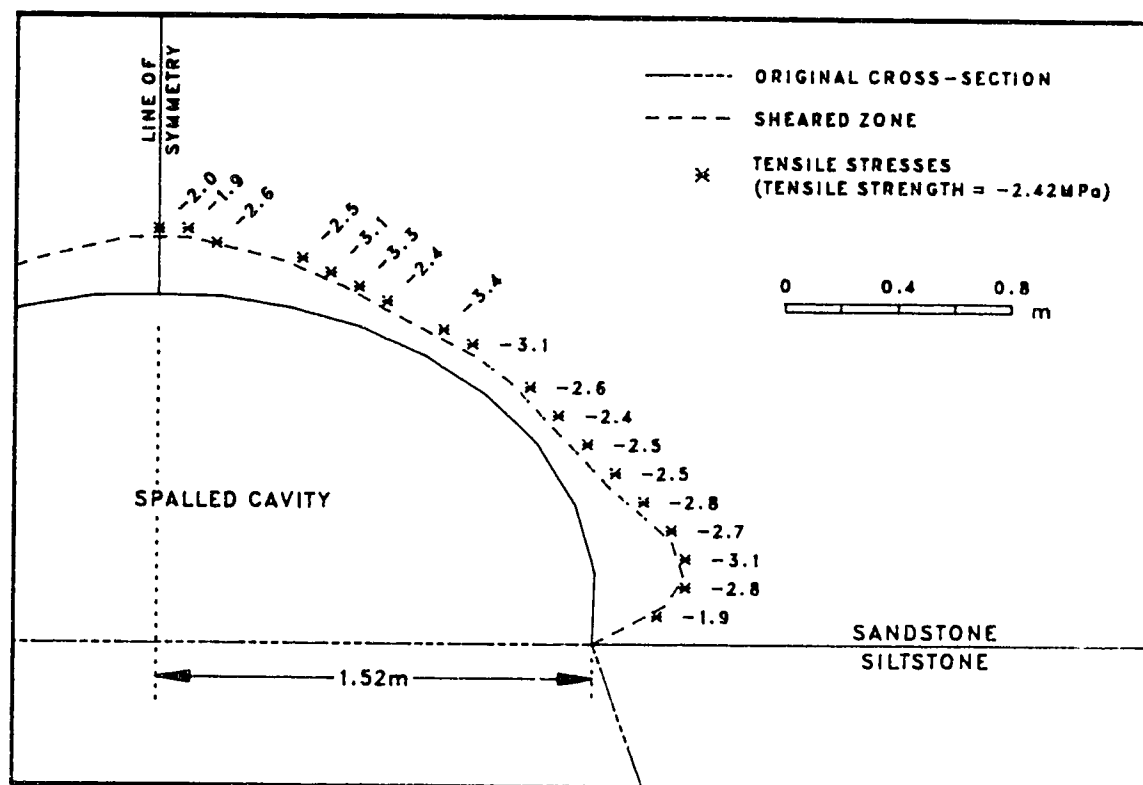 LINE OF
SYMMETRY
ORIGINAL CROSS-SECTION
SHEARED ZONE
TENSILE STRESSES
(TENSILE STRENGTH = -2.42MPa)
0 0.4 0.8
m
-2.0
-1.9
-2.6
-2.5
-3.1
-3.3
-2.4
-3.4
-3.1
-2.6
-2.4
-2.5
-2.5
-2.8
-2.7
-3.1
-2.8
-1.9
SPALLED CAVITY
SANDSTONE
SILTSTONE
1.52m